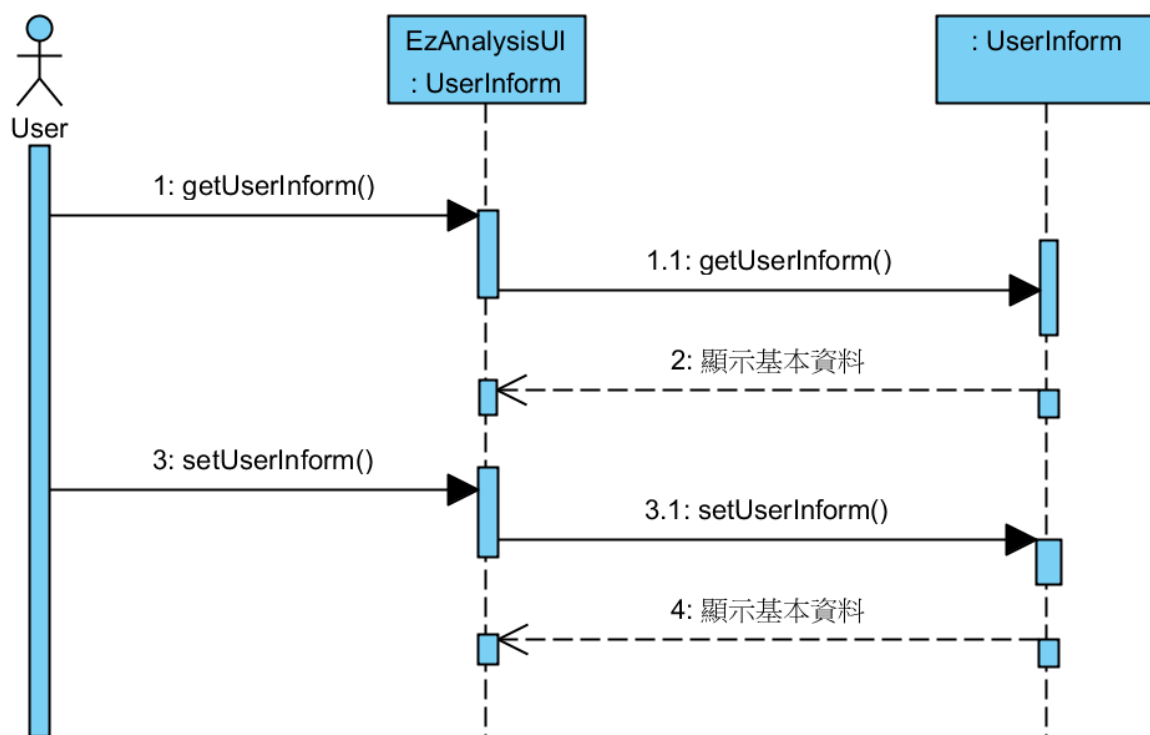 EzAnalysisUI
: UserInform
: UserInform
User
1: getUserInform()
1.1: getUserInform()
2: 顯示基本資料
3: setUserInform()
3.1: setUserInform()
4: 顯示基本資料